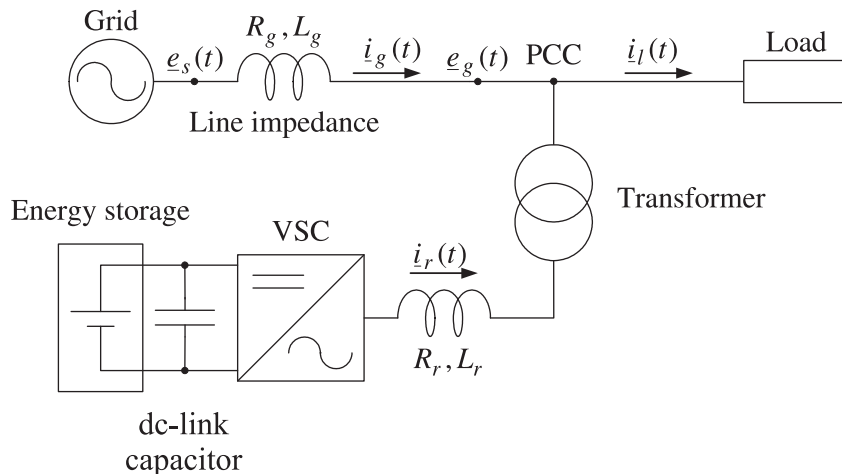 Grid
R_g, L_g
e_s(t)
i_g(t)
e_g(t)
PCC
i_l(t)
Load
Line impedance
Transformer
Energy storage
VSC
i_r(t)
R_r, L_r
dc-link
capacitor